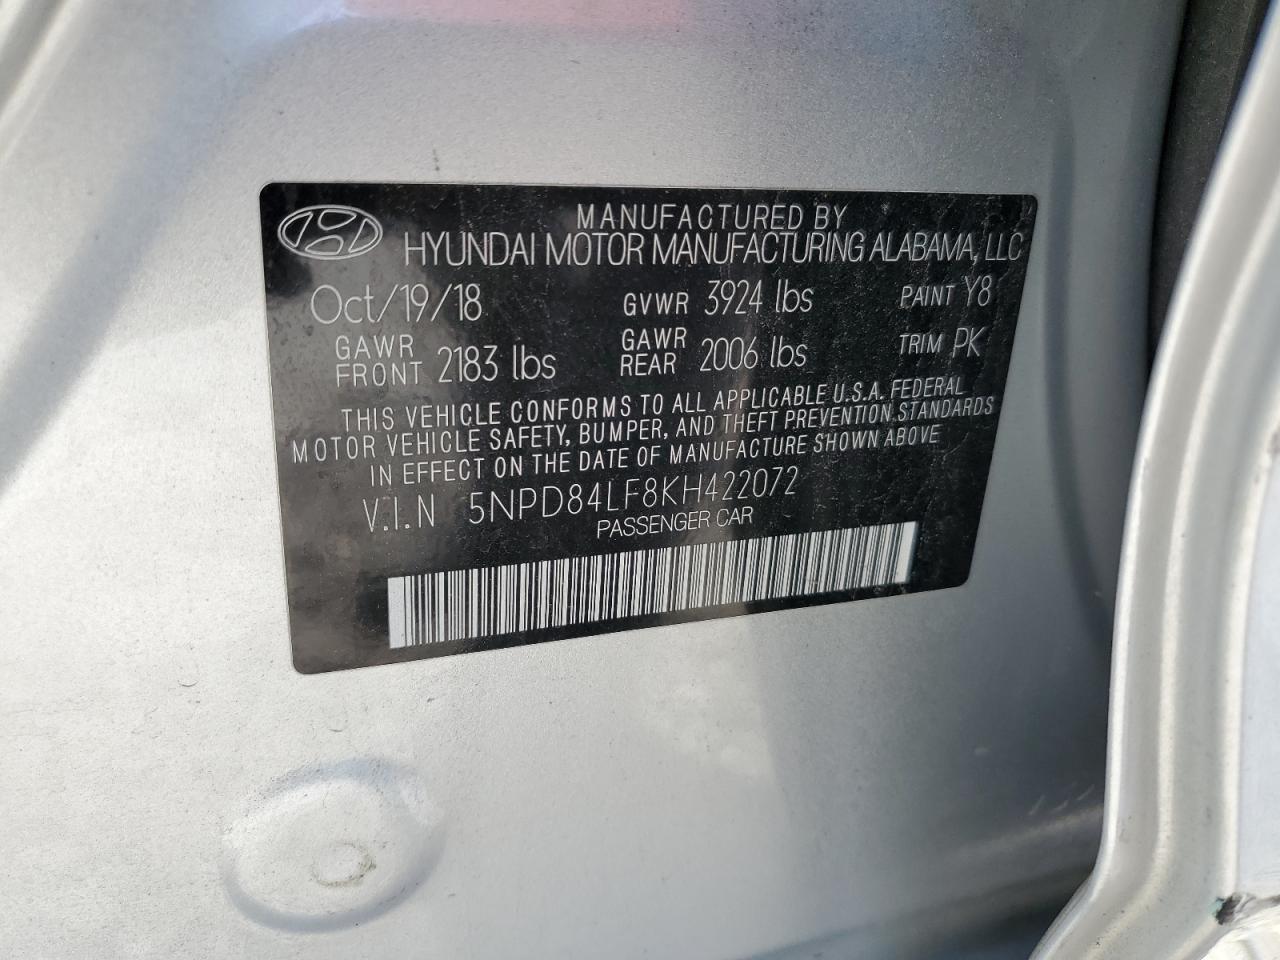 MANUFACTURED BY
HYUNDAI MOTOR MANUFACTURING ALABAMA, LLC
Oct/19/18 GVWR 3924 lbs PAINT Y8
GAWR FRONT 2183 lbs GAWR REAR 2006 lbs TRIM PK
THIS VEHICLE CONFORMS TO ALL APPLICABLE U.S.A. FEDERAL
MOTOR VEHICLE SAFETY, BUMPER, AND THEFT PREVENTION STANDARDS
IN EFFECT ON THE DATE OF MANUFACTURE SHOWN ABOVE
V.I.N 5NPD84LF8KH422072
PASSENGER CAR